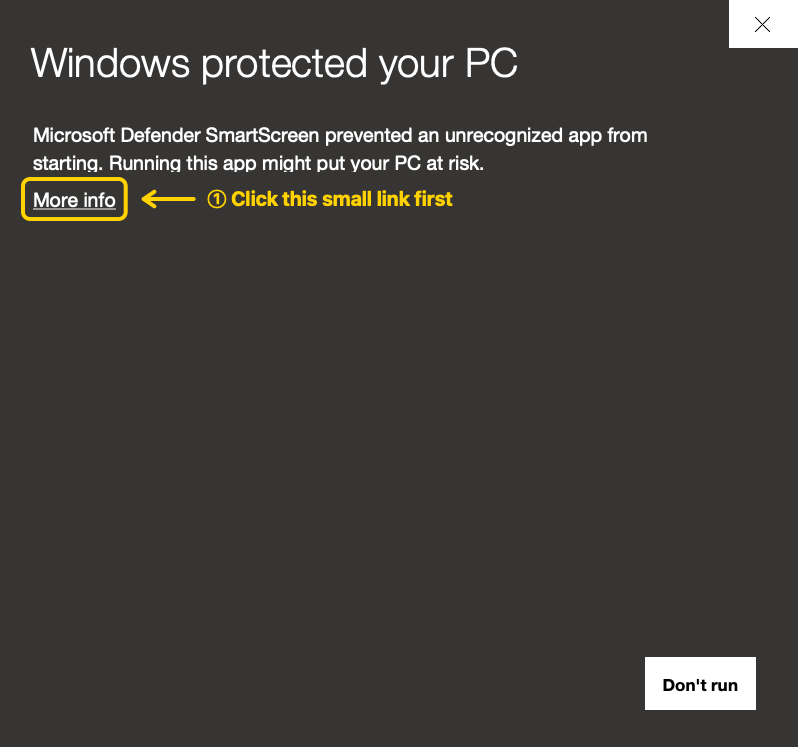 Windows protected your PC
Microsoft Defender SmartScreen prevented an unrecognized app from
starting. Running this app might put your PC at risk.
More info ① Click this small link first
Don't run